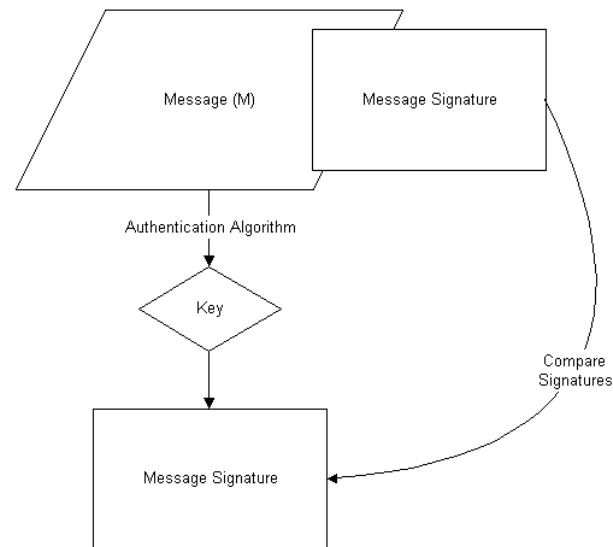 Message (M)
Message Signature
Authentication Algorithm
Key
Compare
Signatures
Message Signature